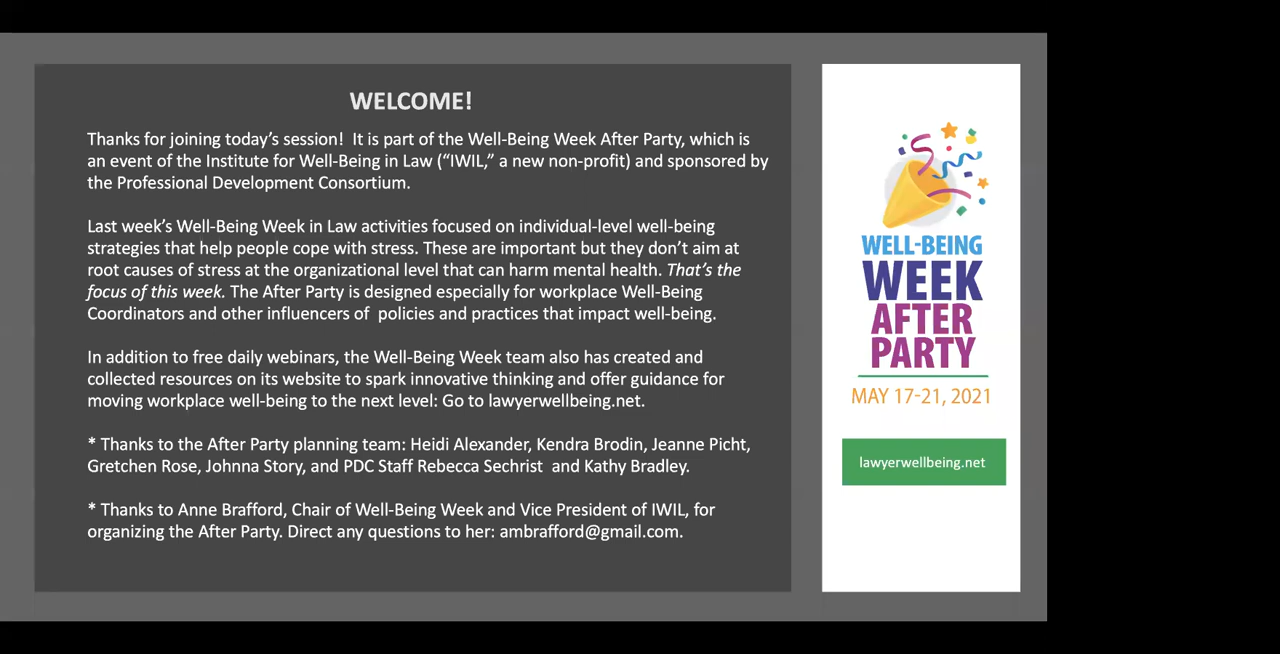 WELCOME!
Thanks for joining today’s session!  It is part of the Well-Being Week After Party, which is
an event of the Institute for Well-Being in Law (“IWIL,” a new non-profit) and sponsored by
the Professional Development Consortium.
Last week’s Well-Being Week in Law activities focused on individual-level well-being
strategies that help people cope with stress. These are important but they don’t aim at
root causes of stress at the organizational level that can harm mental health. That’s the
focus of this week. The After Party is designed especially for workplace Well-Being
Coordinators and other influencers of  policies and practices that impact well-being.
In addition to free daily webinars, the Well-Being Week team also has created and
collected resources on its website to spark innovative thinking and offer guidance for
moving workplace well-being to the next level: Go to lawyerwellbeing.net.
* Thanks to the After Party planning team: Heidi Alexander, Kendra Brodin, Jeanne Picht,
Gretchen Rose, Johnna Story, and PDC Staff Rebecca Sechrist  and Kathy Bradley.
* Thanks to Anne Brafford, Chair of Well-Being Week and Vice President of IWIL, for
organizing the After Party. Direct any questions to her: ambrafford@gmail.com.
WELL-BEING
WEEK
AFTER
PARTY
MAY 17-21, 2021
lawyerwellbeing.net